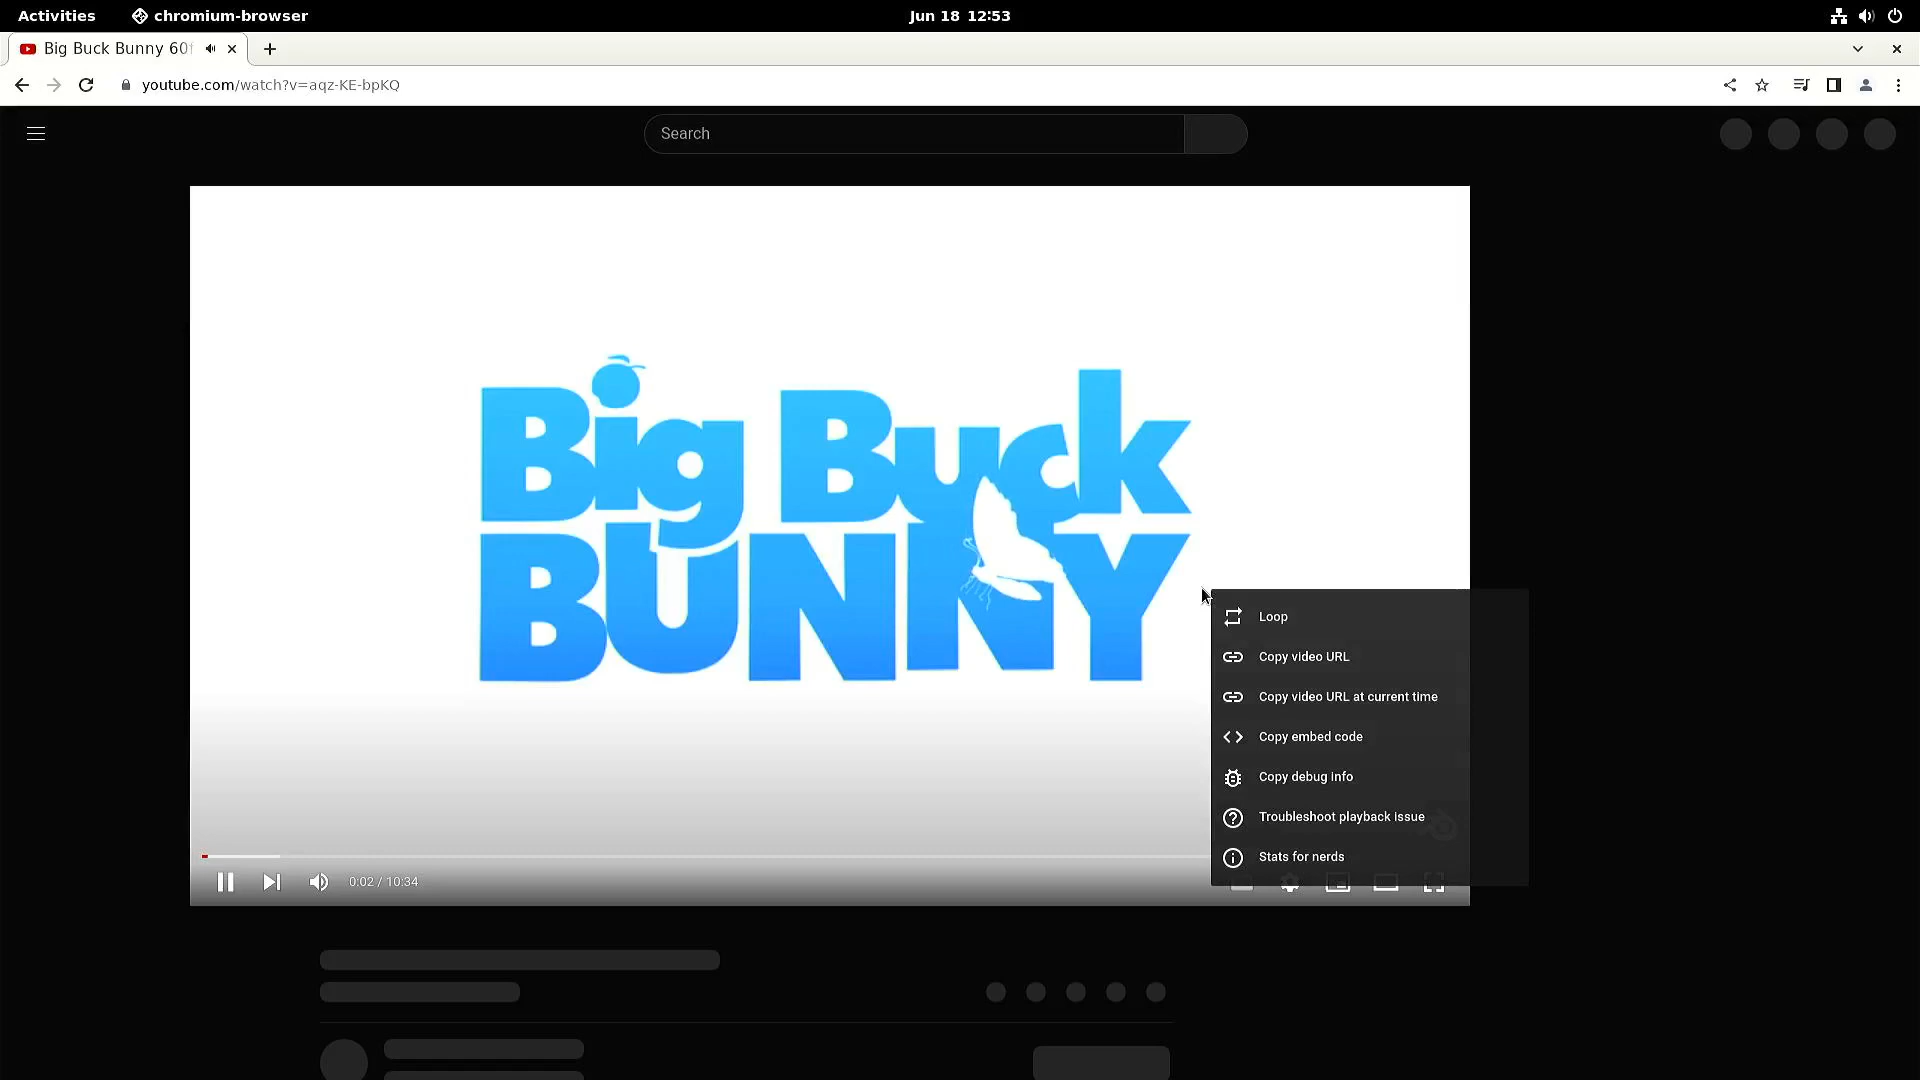 Activities chromium-browser Jun 18 12:53
Big Buck Bunny 60
youtube.com/watch?v=aqz-KE-bpKQ
Search
Big Buck
BUNNY
Loop
Copy video URL
Copy video URL at current time
Copy embed code
Copy debug info
Troubleshoot playback issue
Stats for nerds
0:02 / 10:34